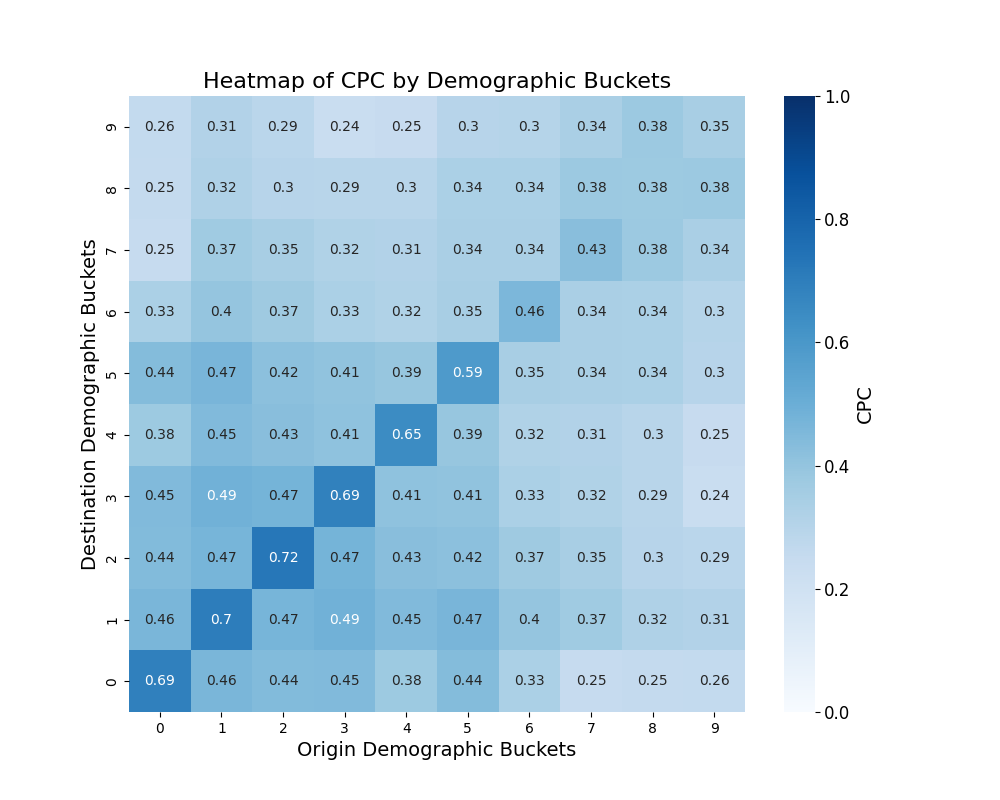 Heatmap of CPC by Demographic Buckets
Destination Demographic Buckets
9 0.26 0.31 0.29 0.24 0.25 0.3 0.3 0.34 0.38 0.35
8 0.25 0.32 0.3 0.29 0.3 0.34 0.34 0.38 0.38 0.38
7 0.25 0.37 0.35 0.32 0.31 0.34 0.34 0.43 0.38 0.34
6 0.33 0.4 0.37 0.33 0.32 0.35 0.46 0.34 0.34 0.3
5 0.44 0.47 0.42 0.41 0.39 0.59 0.35 0.34 0.34 0.3
4 0.38 0.45 0.43 0.41 0.65 0.39 0.32 0.31 0.3 0.25
3 0.45 0.49 0.47 0.69 0.41 0.41 0.33 0.32 0.29 0.24
2 0.44 0.47 0.72 0.47 0.43 0.42 0.37 0.35 0.3 0.29
1 0.46 0.7 0.47 0.49 0.45 0.47 0.4 0.37 0.32 0.31
0 0.69 0.46 0.44 0.45 0.38 0.44 0.33 0.25 0.25 0.26
0 1 2 3 4 5 6 7 8 9
Origin Demographic Buckets
1.0
0.8
0.6
0.4
0.2
0.0
CPC